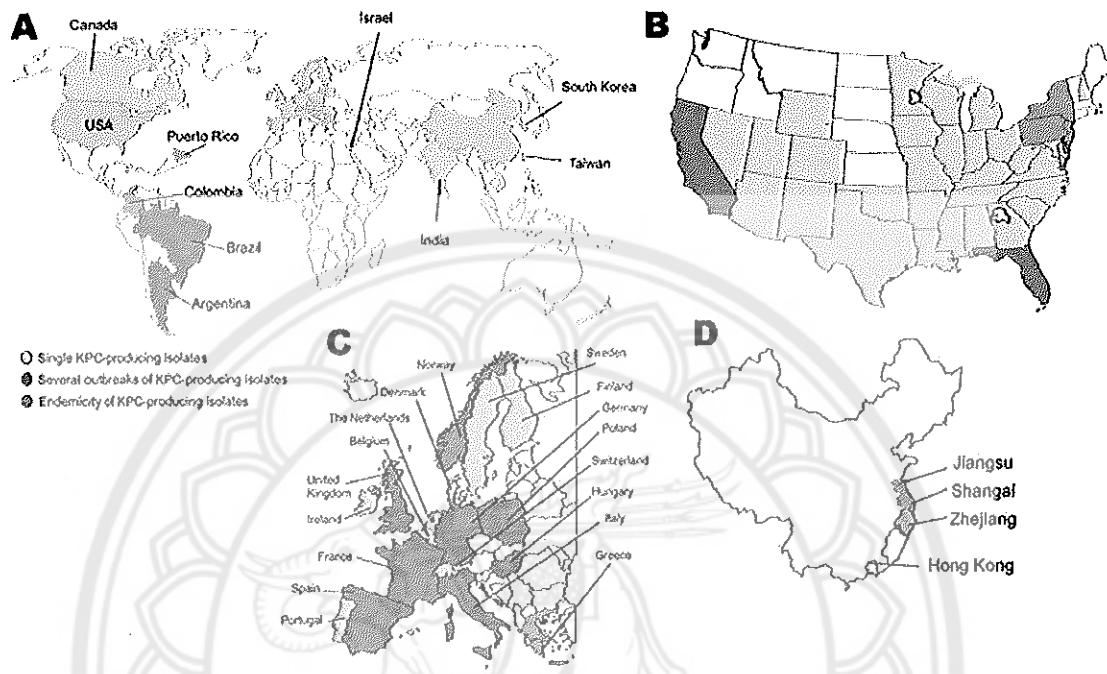 A
Canada
USA
Puerto Rico
Colombia
Brazil
Argentina
Israel
South Korea
Taiwan
India
Single KPC-producing isolates
Several outbreaks of KPC-producing isolates
Endemicity of KPC-producing isolates
B
C
Norway
Denmark
The Netherlands
Belgium
United
Kingdom
Ireland
France
Spain
Portugal
Sweden
Finland
Germany
Poland
Switzerland
Hungary
Italy
Greece
D
Jiangsu
Shangai
Zhejiang
Hong Kong